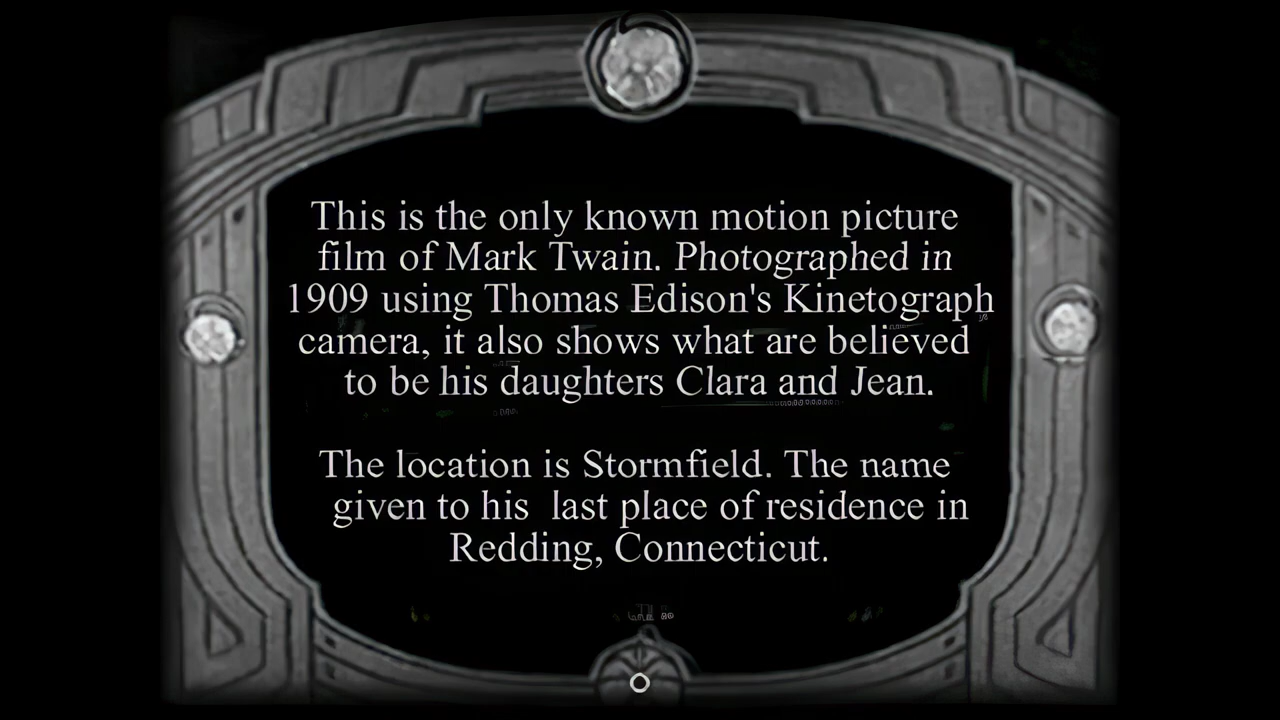 This is the only known motion picture
film of Mark Twain. Photographed in
1909 using Thomas Edison's Kinetograph
camera, it also shows what are believed
to be his daughters Clara and Jean.
The location is Stormfield. The name
given to his last place of residence in
Redding, Connecticut.